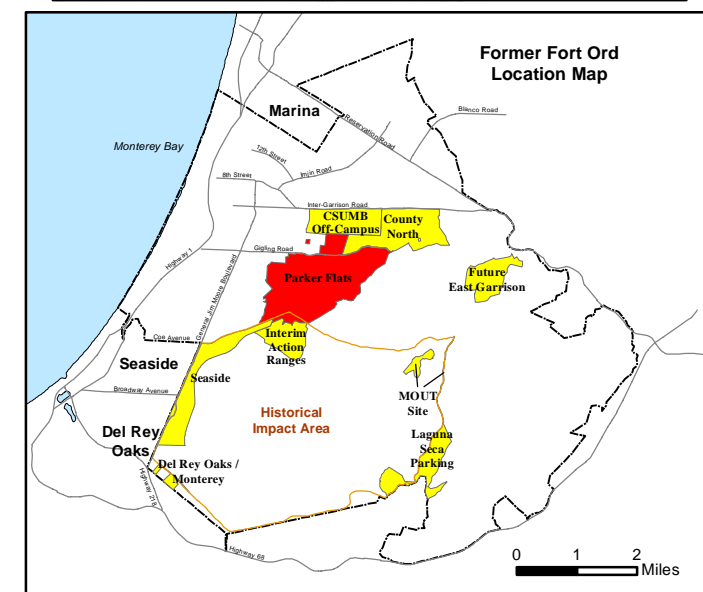 Former Fort Ord
Location Map
Marina
Blanco Road
Reservation Road
Monterey Bay
12th Street
Imjin Road
8th Street
Inter-Garrison Road
CSUMB
Off-Campus
County
North
Gigling Road
Highway 1
General Jim Moore Boulevard
Parker Flats
Future
East Garrison
Coe Avenue
Interim
Action
Ranges
Seaside
Seaside
Broadway Avenue
MOUT
Site
Historical
Impact Area
Del Rey
Oaks
Laguna
Seca
Parking
Del Rey Oaks /
Monterey
Highway 218
Highway 68
0 1 2
Miles